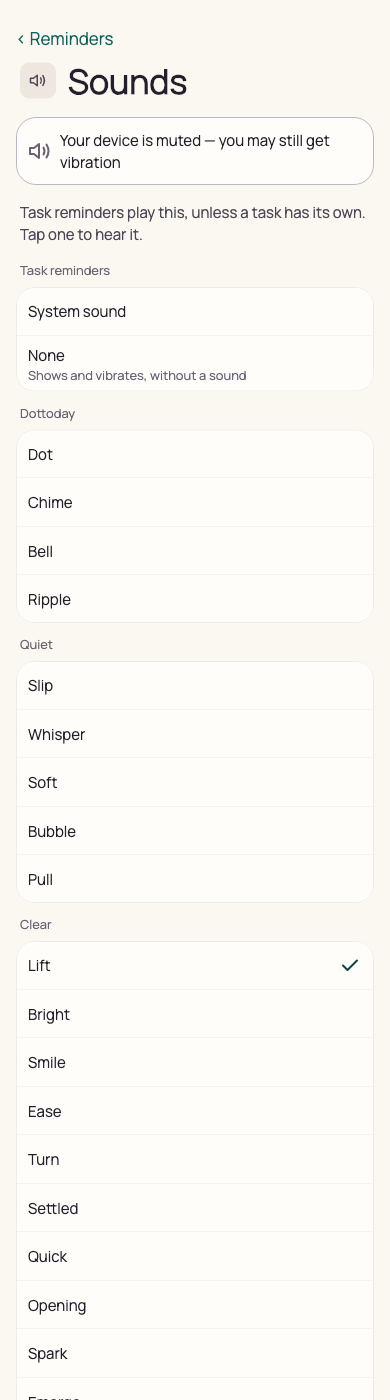 ‹ Reminders
Sounds
Your device is muted — you may still get
vibration
Task reminders play this, unless a task has its own.
Tap one to hear it.
Task reminders
System sound
None
Shows and vibrates, without a sound
Dottoday
Dot
Chime
Bell
Ripple
Quiet
Slip
Whisper
Soft
Bubble
Pull
Clear
Lift
Bright
Smile
Ease
Turn
Settled
Quick
Opening
Spark